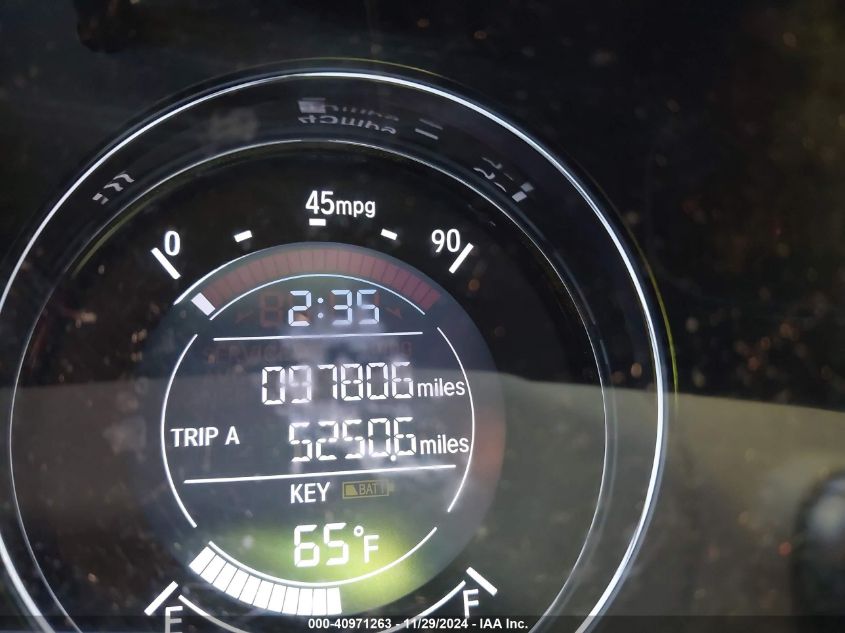 45mpg
0 90
2:35
097806 miles
TRIP A 5250.6 miles
KEY BATT
65°F
E F
000-40971263 - 11/29/2024 - IAA Inc.